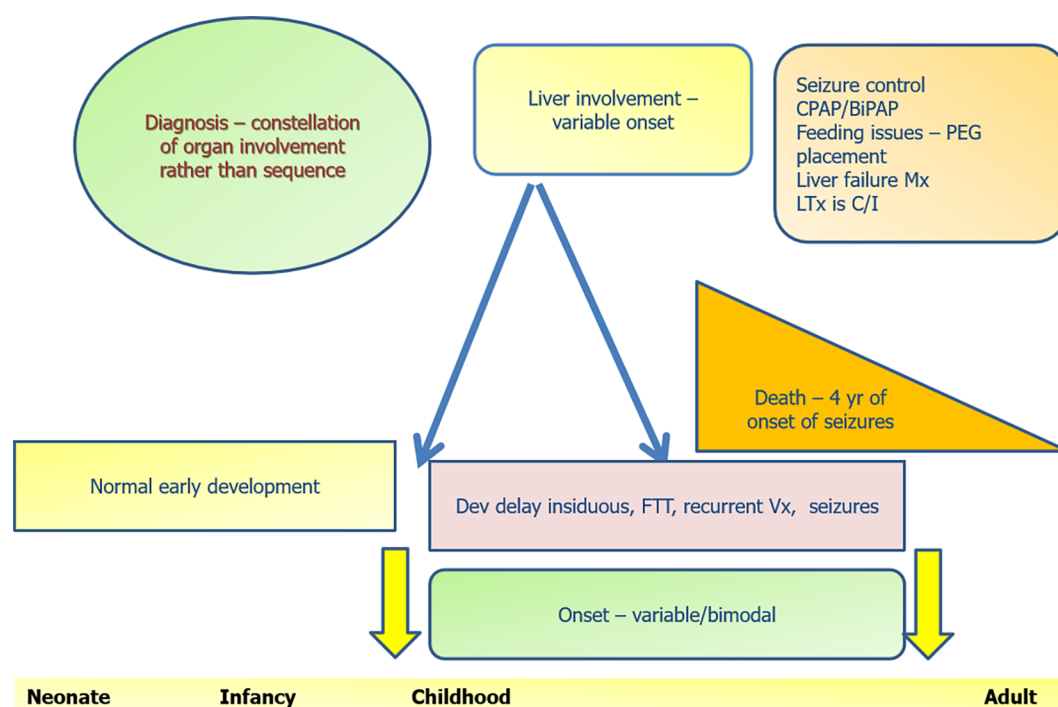 Diagnosis – constellation
of organ involvement
rather than sequence
Liver involvement –
variable onset
Seizure control
CPAP/BiPAP
Feeding issues – PEG
placement
Liver failure Mx
LTx is C/I
Death – 4 yr of
onset of seizures
Normal early development
Dev delay insiduous, FTT, recurrent Vx, seizures
Onset – variable/bimodal
Neonate Infancy Childhood Adult